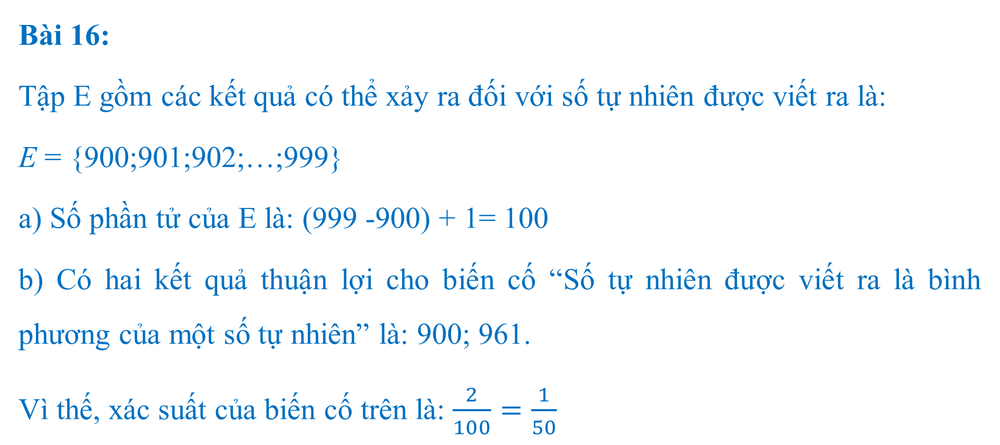 Bài 16:
Tập E gồm các kết quả có thể xảy ra đối với số tự nhiên được viết ra là:
E = {900;901;902;…;999}
a) Số phần tử của E là: (999 -900) + 1= 100
b) Có hai kết quả thuận lợi cho biến cố “Số tự nhiên được viết ra là bình
phương của một số tự nhiên” là: 900; 961.
Vì thế, xác suất của biến cố trên là: 2/100 = 1/50